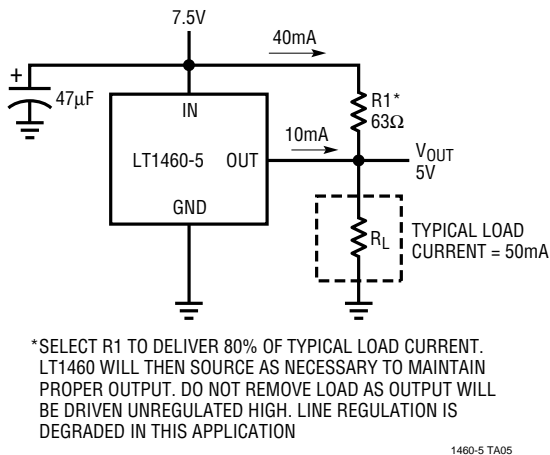 7.5V
40mA
+
47µF
R1*
63Ω
IN
10mA
LT1460-5
OUT
VOUT
5V
GND
RL
TYPICAL LOAD
CURRENT = 50mA
*SELECT R1 TO DELIVER 80% OF TYPICAL LOAD CURRENT.
LT1460 WILL THEN SOURCE AS NECESSARY TO MAINTAIN
PROPER OUTPUT. DO NOT REMOVE LOAD AS OUTPUT WILL
BE DRIVEN UNREGULATED HIGH. LINE REGULATION IS
DEGRADED IN THIS APPLICATION
1460-5 TA05